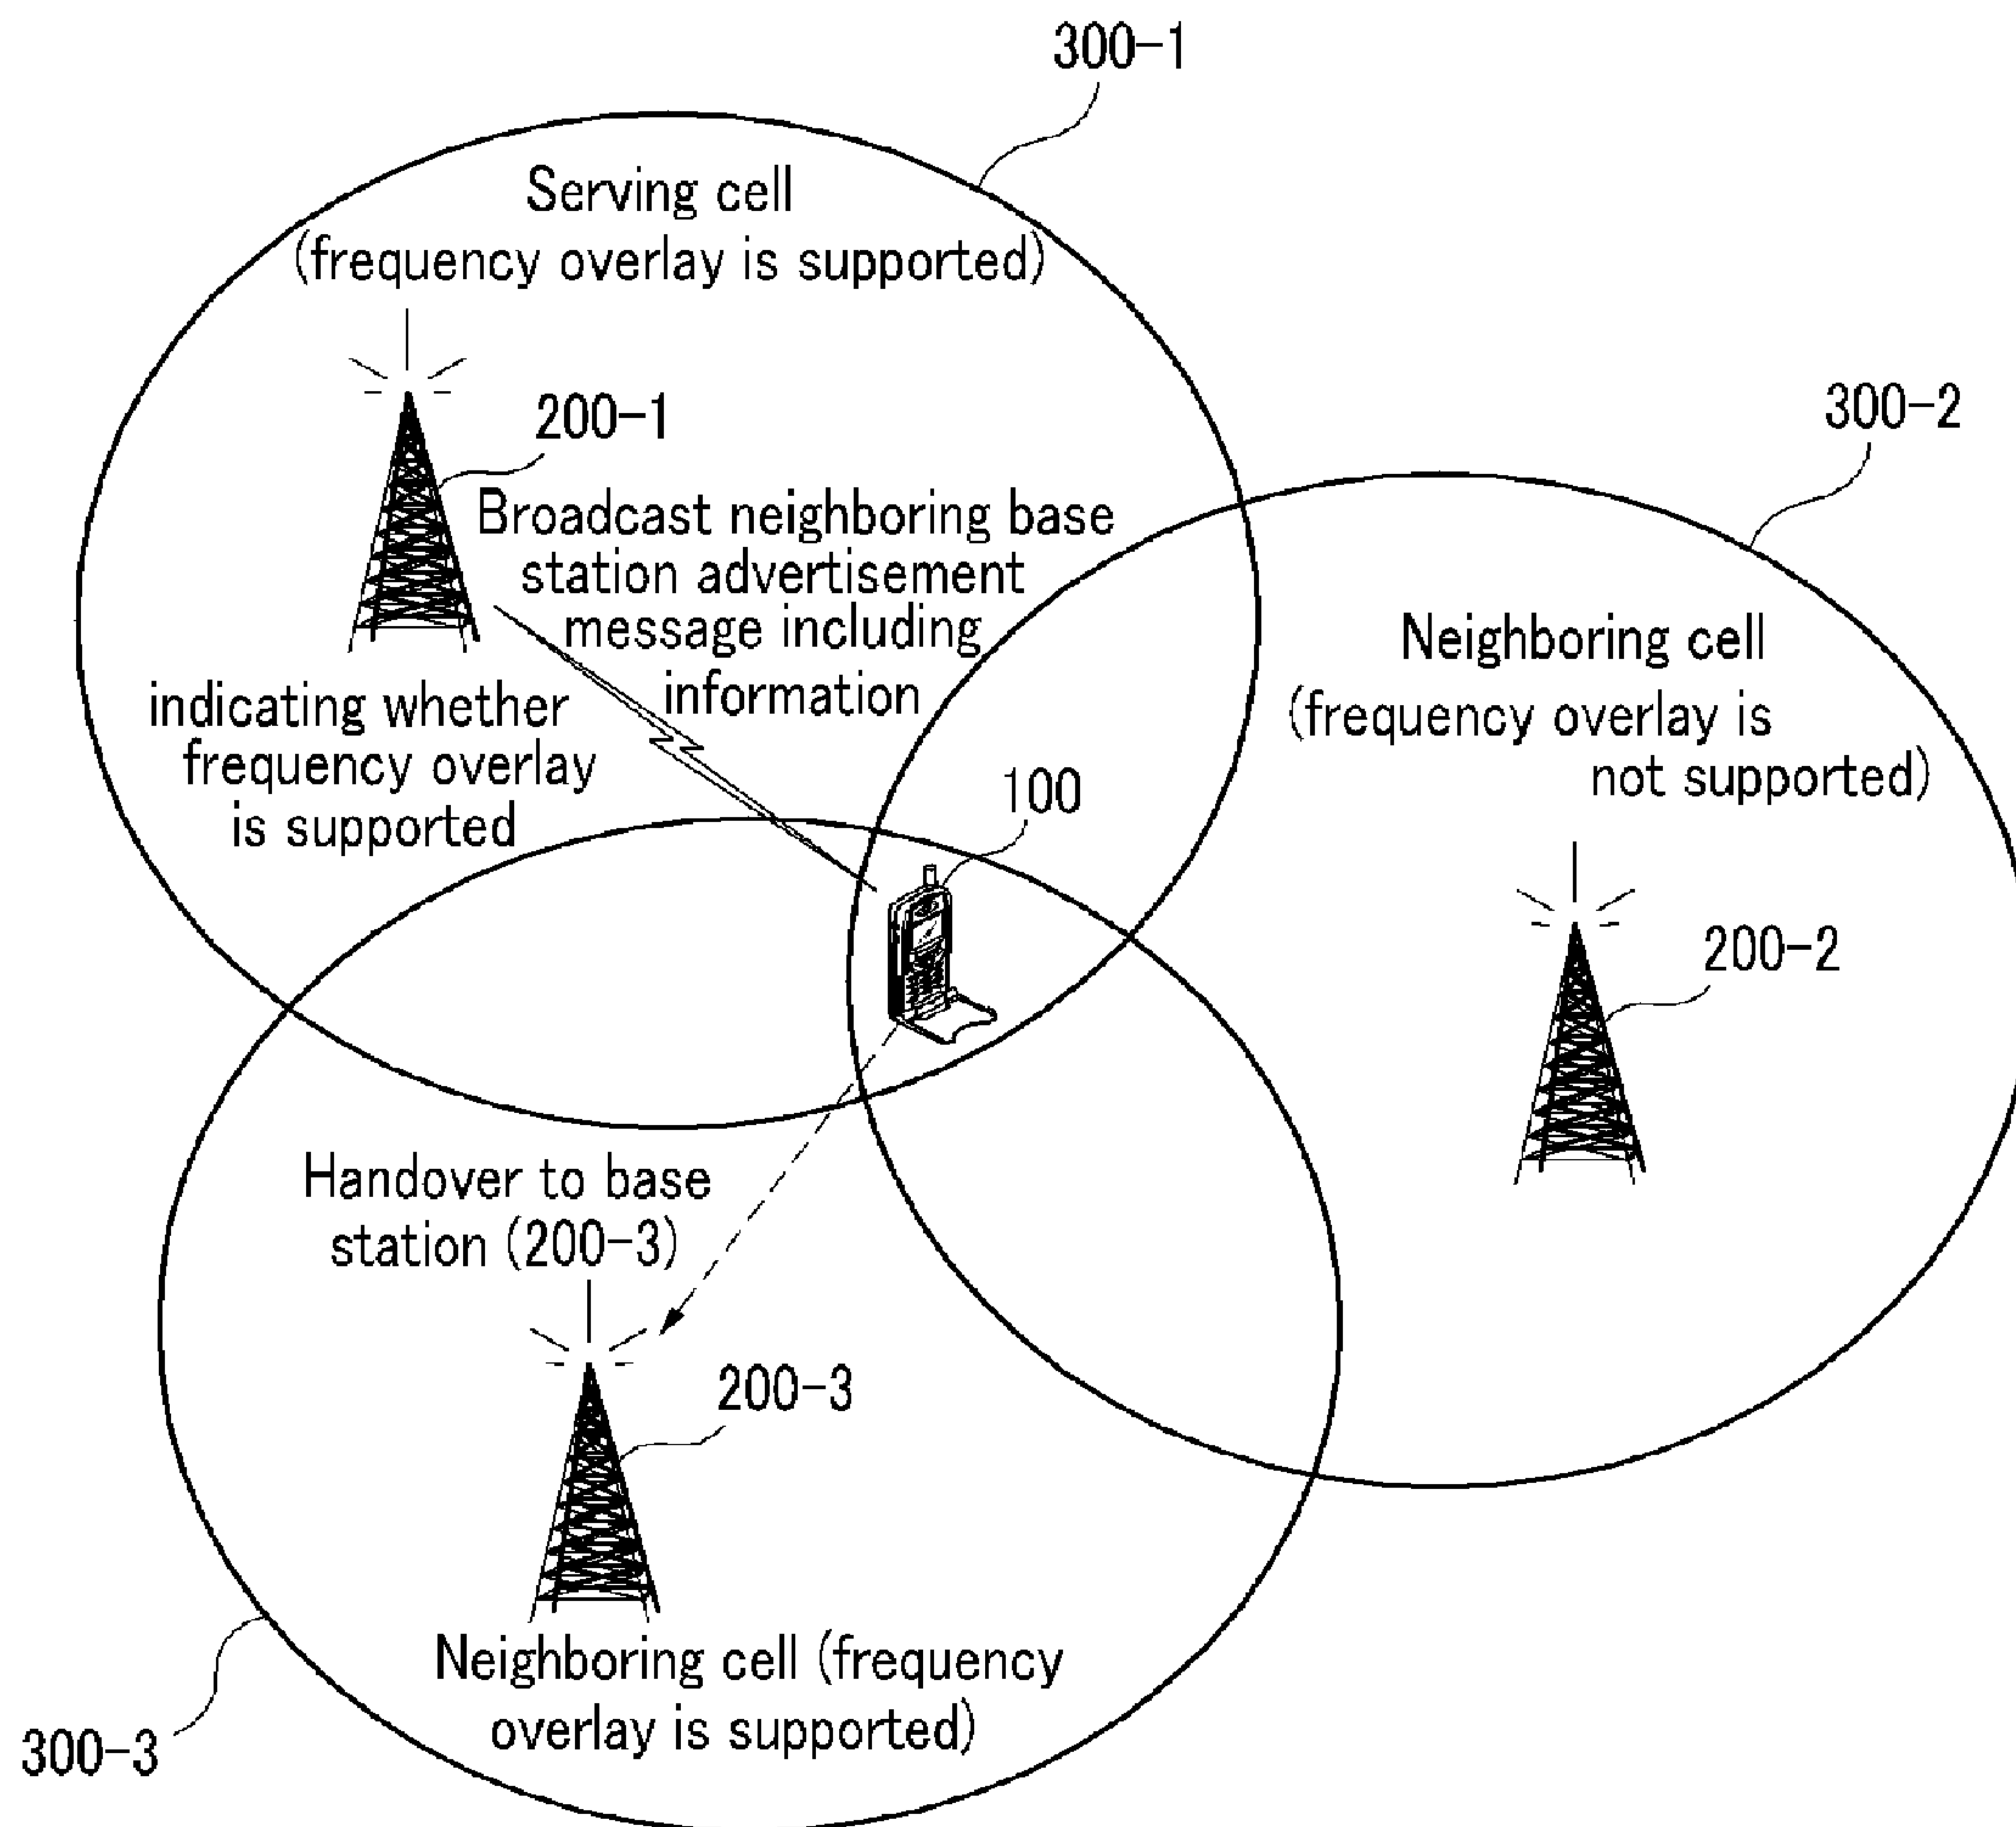 300-1
Serving cell
(frequency overlay is supported)
200-1
Broadcast neighboring base
station advertisement
message including
information
indicating whether
frequency overlay
is supported
300-2
Neighboring cell
(frequency overlay is
not supported)
100
200-2
Handover to base
station (200-3)
200-3
Neighboring cell (frequency
overlay is supported)
300-3